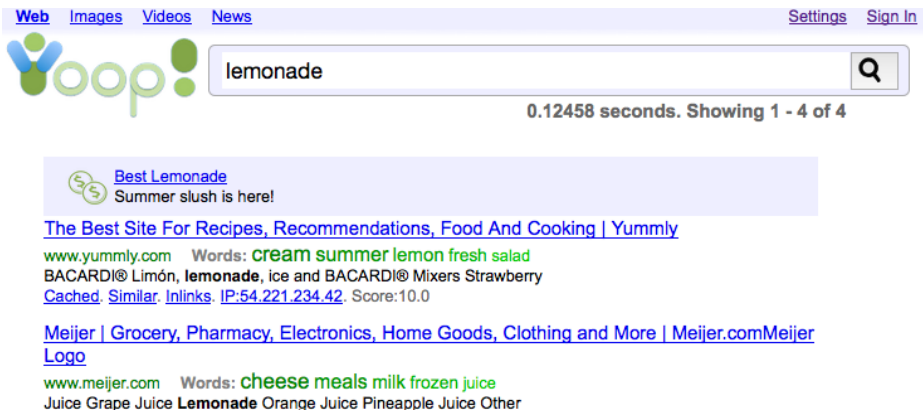 Web Images Videos News Settings Sign In
Yoop!
lemonade
0.12458 seconds. Showing 1 - 4 of 4
Best Lemonade
Summer slush is here!
The Best Site For Recipes, Recommendations, Food And Cooking | Yummly
www.yummly.com Words: cream summer lemon fresh salad
BACARDI® Limón, lemonade, ice and BACARDI® Mixers Strawberry
Cached. Similar. Inlinks. IP:54.221.234.42. Score:10.0
Meijer | Grocery, Pharmacy, Electronics, Home Goods, Clothing and More | Meijer.comMeijer
Logo
www.meijer.com Words: cheese meals milk frozen juice
Juice Grape Juice Lemonade Orange Juice Pineapple Juice Other